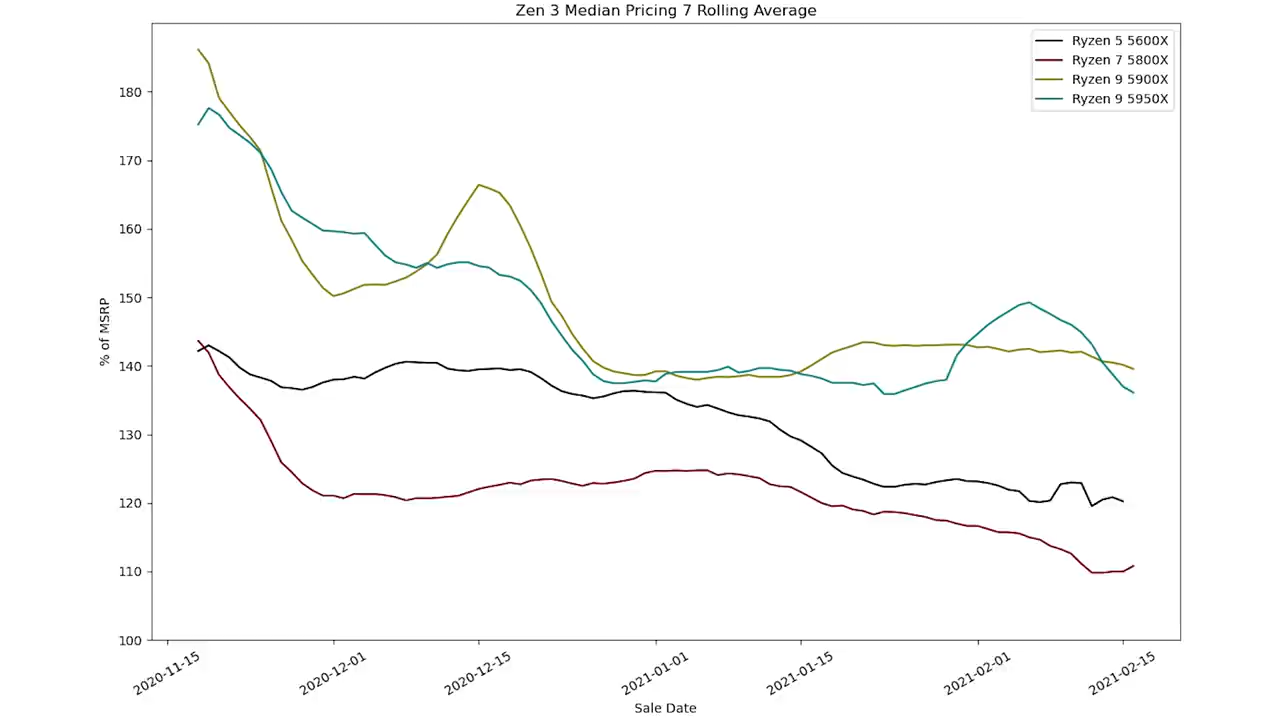 Zen 3 Median Pricing 7 Rolling Average
Ryzen 5 5600X
Ryzen 7 5800X
Ryzen 9 5900X
Ryzen 9 5950X
% of MSRP
180
170
160
150
140
130
120
110
100
2020-11-15
2020-12-01
2020-12-15
2021-01-01
2021-01-15
2021-02-01
2021-02-15
Sale Date